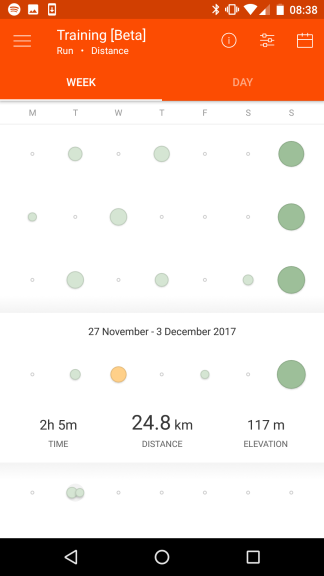 08:38
Training [Beta]
Run • Distance
WEEK DAY
M T W T F S S
27 November - 3 December 2017
2h 5m 24.8 km 117 m
TIME DISTANCE ELEVATION